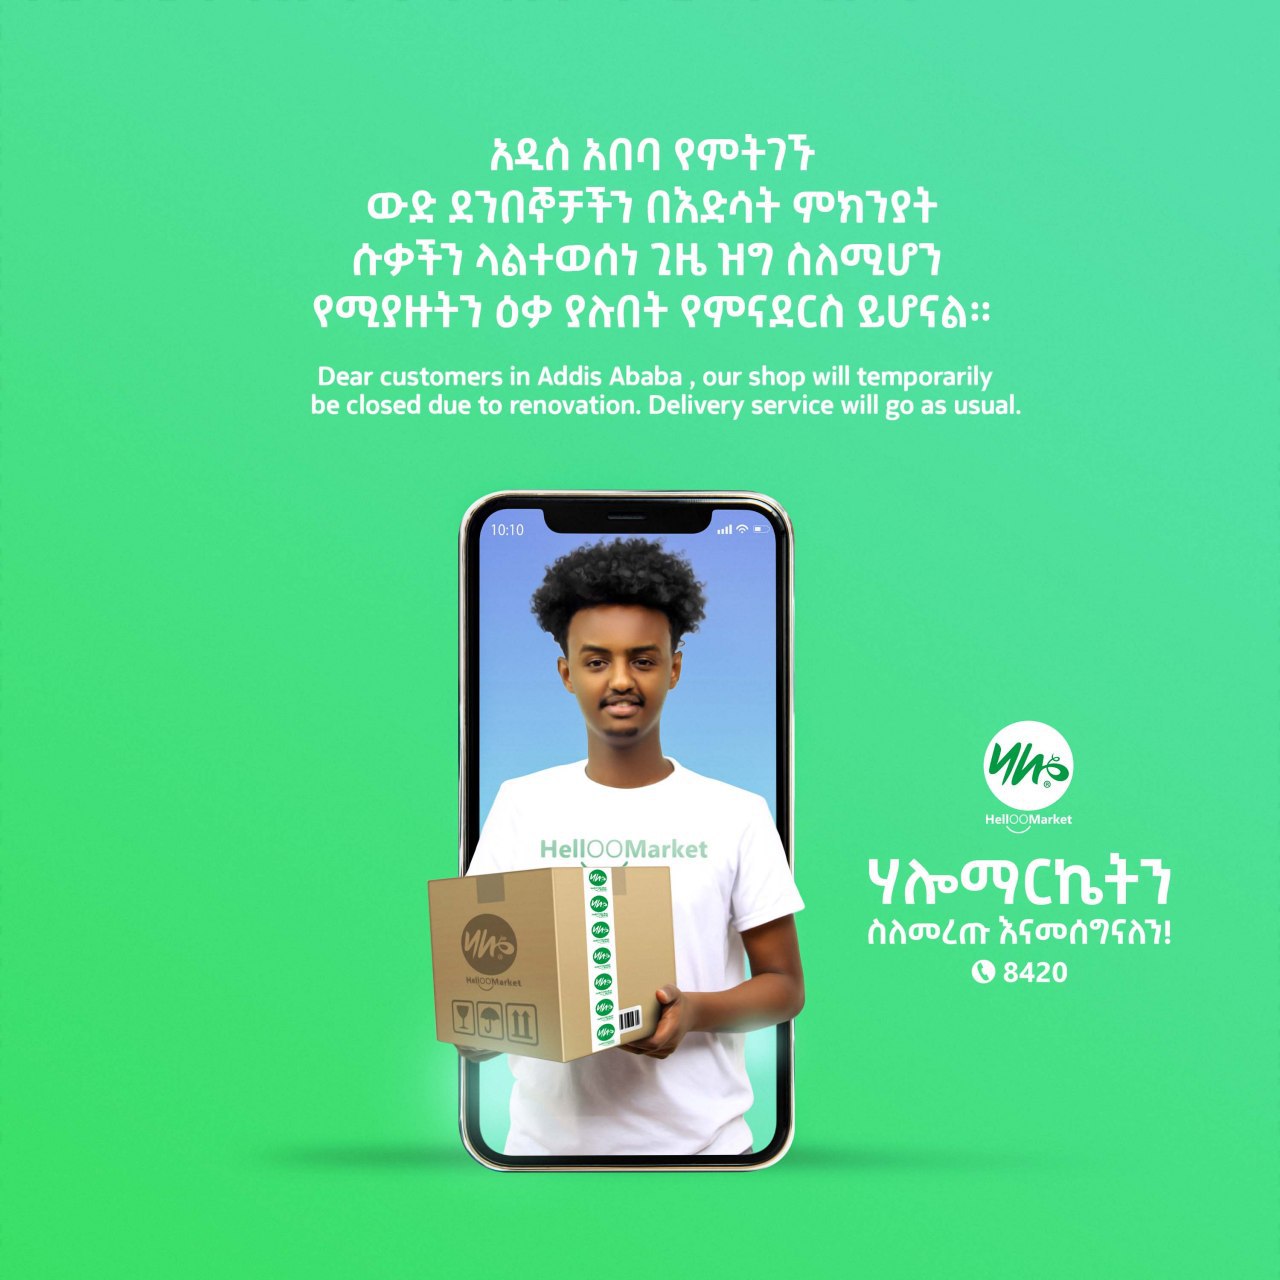 አዲስ አበባ የምትገኙ
ውድ ደንበኞቻችን በእድሳት ምክንያት
ሱቃችን ላልተወሰነ ጊዜ ዝግ ስለሚሆን
የሚያዙትን ዕቃ ያሉበት የምናደርስ ይሆናል።
Dear customers in Addis Ababa , our shop will temporarily
be closed due to renovation. Delivery service will go as usual.
10:10
HellOOMarket
ሃሎ
HellOOMarket
ሃሎ®
HellOOMarket
ሃሎማርኬትን
ስለመረጡ እናመሰግናለን!
8420